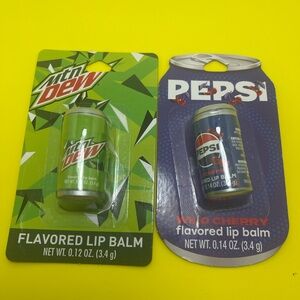 mtn
DEW
mtn
DEW
FLAVORED LIP BALM
NET WT. 0.12 OZ. (3.4 g)
PEPSI
PEPSI
WILD CHERRY
flavored lip balm
NET WT. 0.14 OZ. (3.4 g)